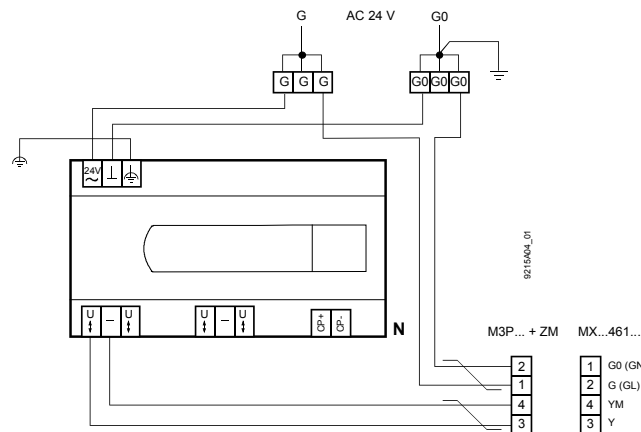 G AC 24 V G0
G G G G0 G0 G0
24V
~ ⊥
U – U U – U CP+ CP- N
9215A04_01
M3P... + ZM MX...461...
2 1 G0 (GN
1 2 G (GL)
4 4 YM
3 3 Y